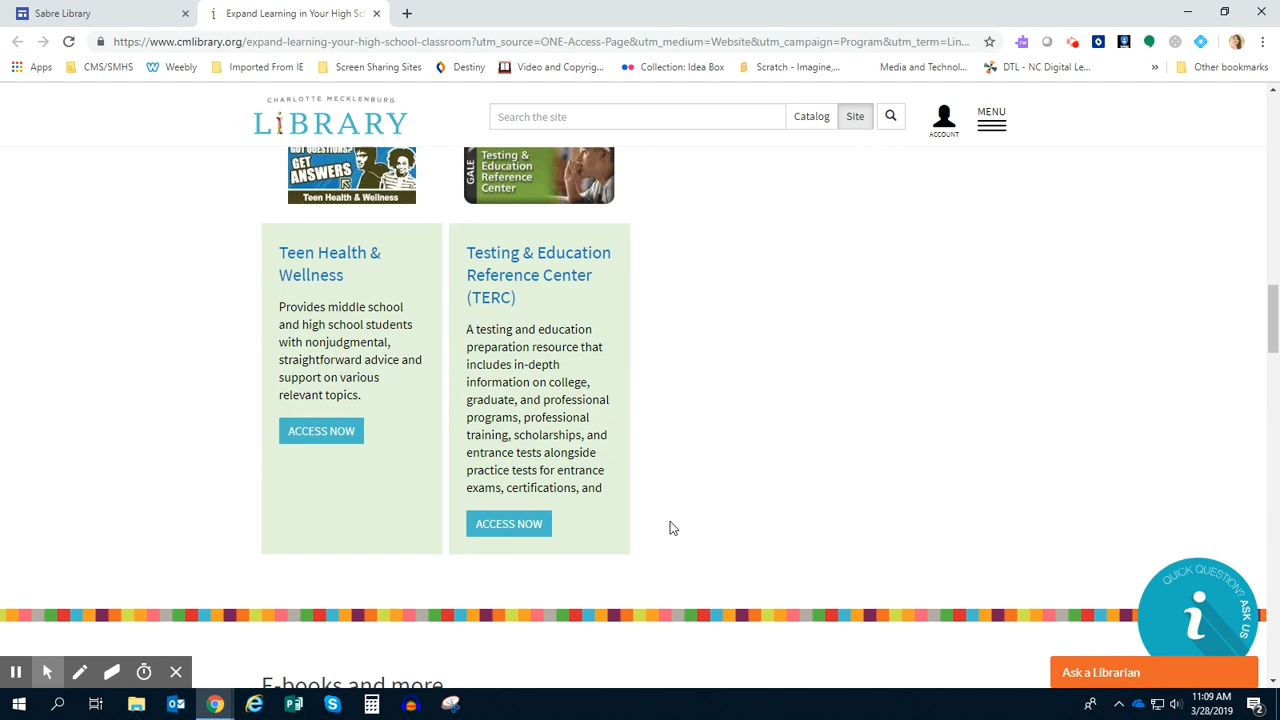 Sabre Library
Expand Learning in Your High Sc
https://www.cmlibrary.org/expand-learning-your-high-school-classroom?utm_source=ONE-Access-Page&utm_medium=Website&utm_campaign=Program&utm_term=Lin...
Apps CMS/SMHS Weebly Imported From IE Screen Sharing Sites Destiny Video and Copyrig... Collection: Idea Box Scratch - Imagine,... Media and Technol... DTL - NC Digital Le... » Other bookmarks
CHARLOTTE MECKLENBURG
LiBRARY
Search the site Catalog Site
ACCOUNT
MENU
GOT QUESTIONS?
GET
ANSWERS
Teen Health & Wellness
GALE
Testing &
Education
Reference
Center
Teen Health &
Wellness
Provides middle school
and high school students
with nonjudgmental,
straightforward advice and
support on various
relevant topics.
ACCESS NOW
Testing & Education
Reference Center
(TERC)
A testing and education
preparation resource that
includes in-depth
information on college,
graduate, and professional
programs, professional
training, scholarships, and
entrance tests alongside
practice tests for entrance
exams, certifications, and
ACCESS NOW
QUICK QUESTION? ASK US
i
E-books and more
Ask a Librarian
11:09 AM
3/28/2019
2